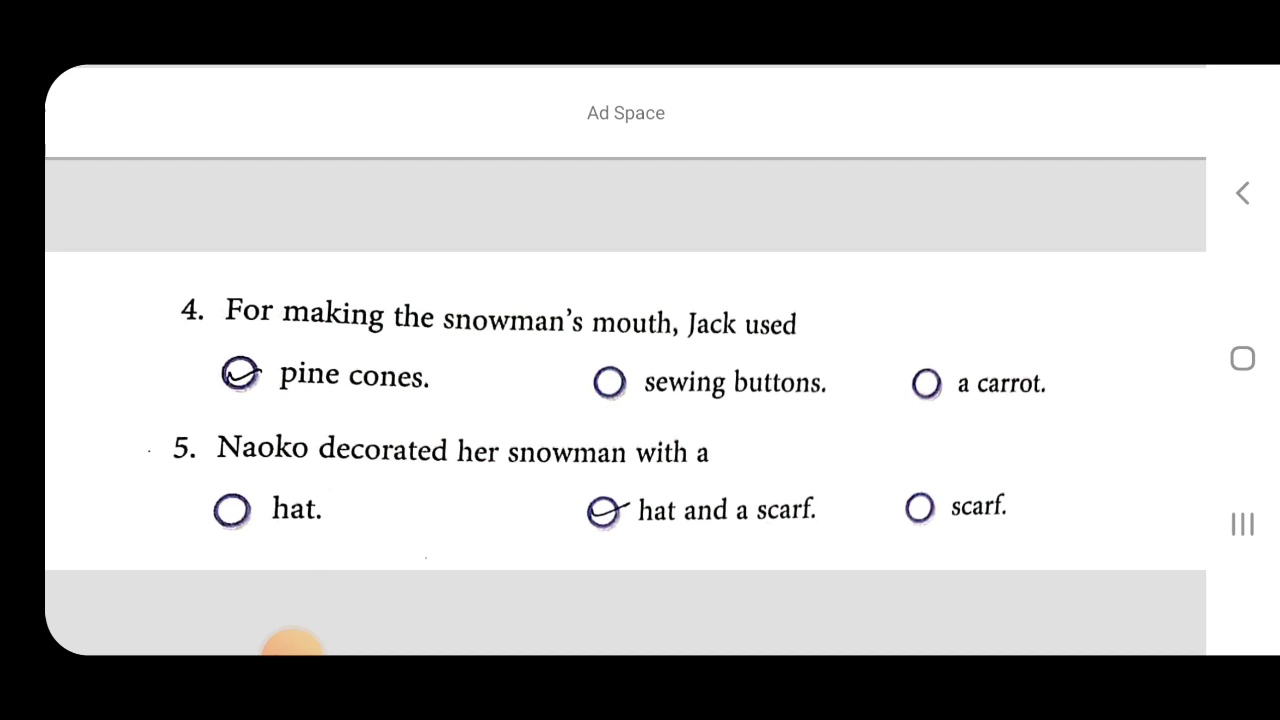 Ad Space
4. For making the snowman's mouth, Jack used
pine cones. sewing buttons. a carrot.
5. Naoko decorated her snowman with a
hat. hat and a scarf. scarf.